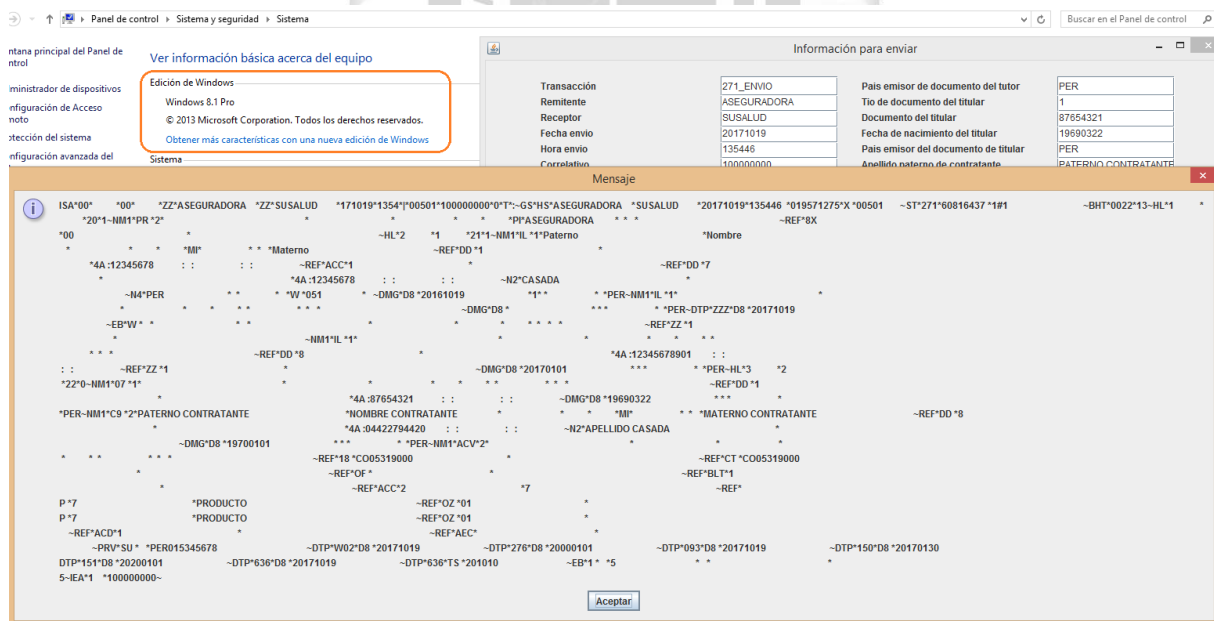 Panel de control › Sistema y seguridad › Sistema
Buscar en el Panel de control
ntana principal del Panel de
ntrol
lministrador de dispositivos
onfiguración de Acceso
moto
otección del sistema
onfiguración avanzada del
Ver información básica acerca del equipo
Edición de Windows
Windows 8.1 Pro
© 2013 Microsoft Corporation. Todos los derechos reservados.
Obtener más características con una nueva edición de Windows
Sistema
Información para enviar
Transacción 271_ENVIO Pais emisor de documento del tutor PER
Remitente ASEGURADORA Tio de documento del titular 1
Receptor SUSALUD Documento del titular 87654321
Fecha envio 20171019 Fecha de nacimiento del titular 19690322
Hora envio 135446 Pais emisor del documento de titular PER
Correlativo 100000000 Apellido paterno de contratante PATERNO CONTRATANTE
Mensaje
ISA*00* *00* *ZZ*ASEGURADORA *ZZ*SUSALUD *171019*1354*|*00501*100000000*0*T*:~GS*HS*ASEGURADORA *SUSALUD *20171019*135446 *019571275*X *00501 ~ST*271*60816437 *1#1 ~BHT*0022*13~HL*1 *
*20*1~NM1*PR *2* * * * * *PI*ASEGURADORA * * * ~REF*8X
*00 * ~HL*2 *1 *21*1~NM1*IL *1*Paterno *Nombre
* * * *MI* * * *Materno ~REF*DD *1 *
*4A :12345678 : : : : ~REF*ACC*1 * ~REF*DD *7
* *4A :12345678 : : : : ~N2*CASADA *
~N4*PER * * * *W *051 * ~DMG*D8 *20161019 *1** * *PER~NM1*IL *1* *
* * * * * * * * ~DMG*D8 * *** * *PER~DTP*ZZZ*D8 *20171019
~EB*W * * * * * * * * * * * ~REF*ZZ *1
* ~NM1*IL *1* * * * * * *
* * * ~REF*DD *8 * *4A :12345678901 : :
: : ~REF*ZZ *1 * ~DMG*D8 *20170101 *** * *PER~HL*3 *2
*22*0~NM1*07 *1* * * * * * * * * * ~REF*DD *1
* *4A :87654321 : : : : ~DMG*D8 *19690322 *** *
*PER~NM1*C9 *2*PATERNO CONTRATANTE *NOMBRE CONTRATANTE * * * *MI* * * *MATERNO CONTRATANTE ~REF*DD *8
* *4A :04422794420 : : : : ~N2*APELLIDO CASADA *
~DMG*D8 *19700101 *** * *PER~NM1*ACV*2* * * *
* * * * * * ~REF*18 *CO05319000 * ~REF*CT *CO05319000
* ~REF*OF * * ~REF*BLT*1
* ~REF*ACC*2 *7 ~REF*
P *7 *PRODUCTO ~REF*OZ *01 *
P *7 *PRODUCTO ~REF*OZ *01 *
~REF*ACD*1 * ~REF*AEC* *
~PRV*SU * *PER015345678 ~DTP*W02*D8 *20171019 ~DTP*276*D8 *20000101 ~DTP*093*D8 *20171019 ~DTP*150*D8 *20170130
DTP*151*D8 *20200101 ~DTP*636*D8 *20171019 ~DTP*636*TS *201010 ~EB*1 * *5 * * *
5~IEA*1 *100000000~
Aceptar